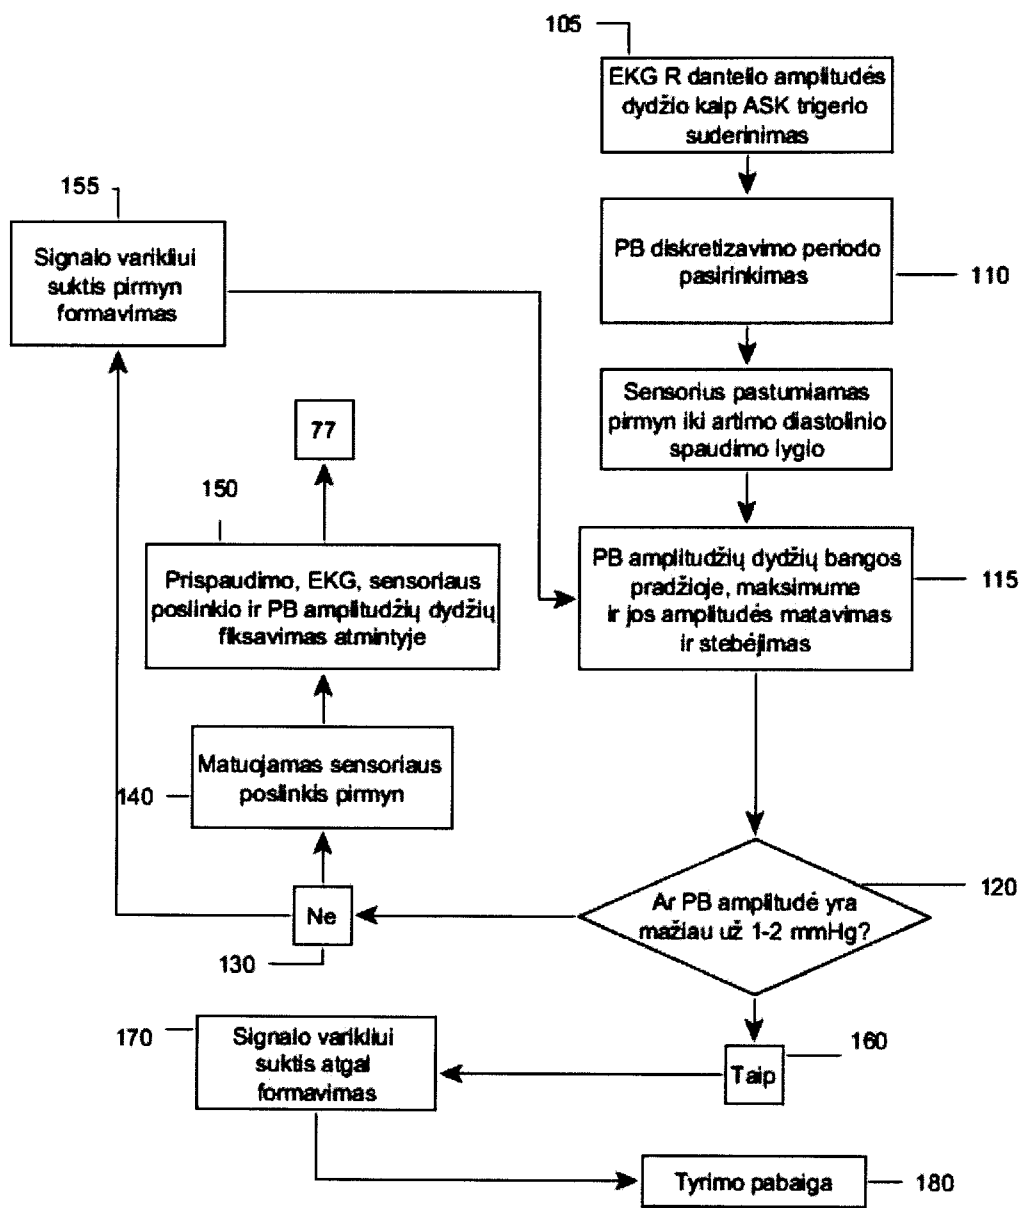 105
EKG R dantelio amplitudės
dydžio kaip ASK trigerio
suderinimas
155
Signalo varikliui
suktis pirmyn
formavimas
PB diskretizavimo periodo
pasirinkimas
110
Sensorius pastumiamas
pirmyn iki artimo diastolinio
spaudimo lygio
77
150
Prispaudimo, EKG, sensoriaus
poslinkio ir PB amplitudžių dydžių
fiksavimas atmintyje
PB amplitudžių dydžių bangos
pradžioje, maksimume
ir jos amplitudės matavimas
ir stebėjimas
115
Matuojamas sensoriaus
poslinkis pirmyn
140
Ne
130
Ar PB amplitudė yra
mažiau už 1-2 mmHg?
120
170
Signalo varikliui
suktis atgal
formavimas
160
Taip
Tyrimo pabaiga
180